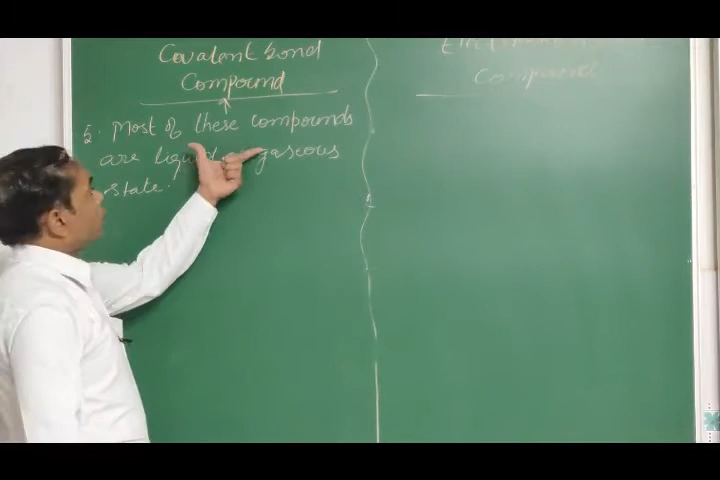 Covalent bond
Compound
5. Most of these compounds
are liquid gaseous
state.
Compound